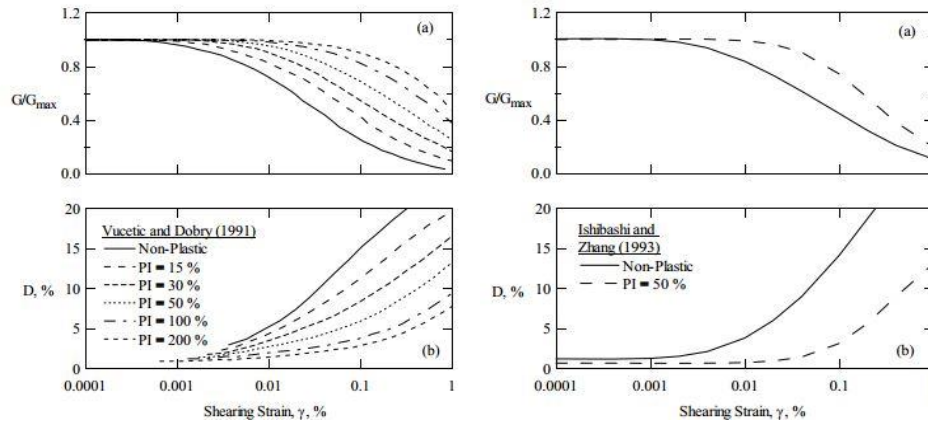 1.2
(a)
0.8
G/Gmax
0.4
0.0
20
Vucetic and Dobry (1991)
Non-Plastic
15
PI = 15 %
PI = 30 %
D, %
10
PI = 50 %
PI = 100 %
5
PI = 200 %
(b)
0
0.0001
0.001
0.01
0.1
1
Shearing Strain, γ, %
1.2
(a)
0.8
G/Gmax
0.4
0.0
20
Ishibashi and
Zhang (1993)
15
Non-Plastic
PI = 50 %
D, %
10
5
(b)
0
0.0001
0.001
0.01
0.1
Shearing Strain, γ, %